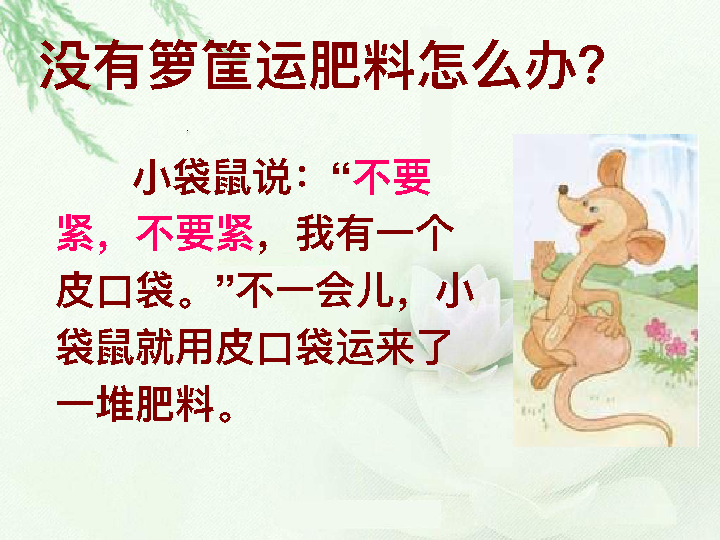 没有箩筐运肥料怎么办?
小袋鼠说：“不要
紧，不要紧，我有一个
皮口袋。”不一会儿，小
袋鼠就用皮口袋运来了
一堆肥料。